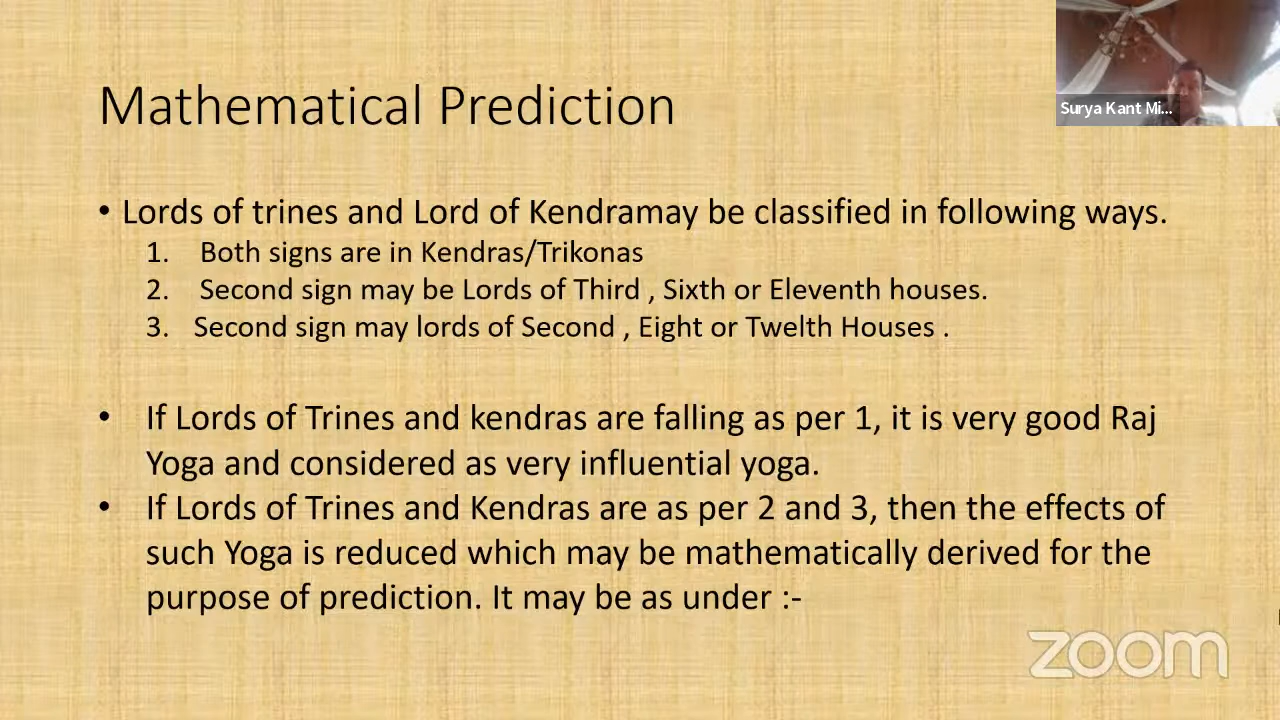 Surya Kant Mi...
Mathematical Prediction
• Lords of trines and Lord of Kendramay be classified in following ways.
1. Both signs are in Kendras/Trikonas
2. Second sign may be Lords of Third , Sixth or Eleventh houses.
3. Second sign may lords of Second , Eight or Twelth Houses .
• If Lords of Trines and kendras are falling as per 1, it is very good Raj
Yoga and considered as very influential yoga.
• If Lords of Trines and Kendras are as per 2 and 3, then the effects of
such Yoga is reduced which may be mathematically derived for the
purpose of prediction. It may be as under :-
zoom